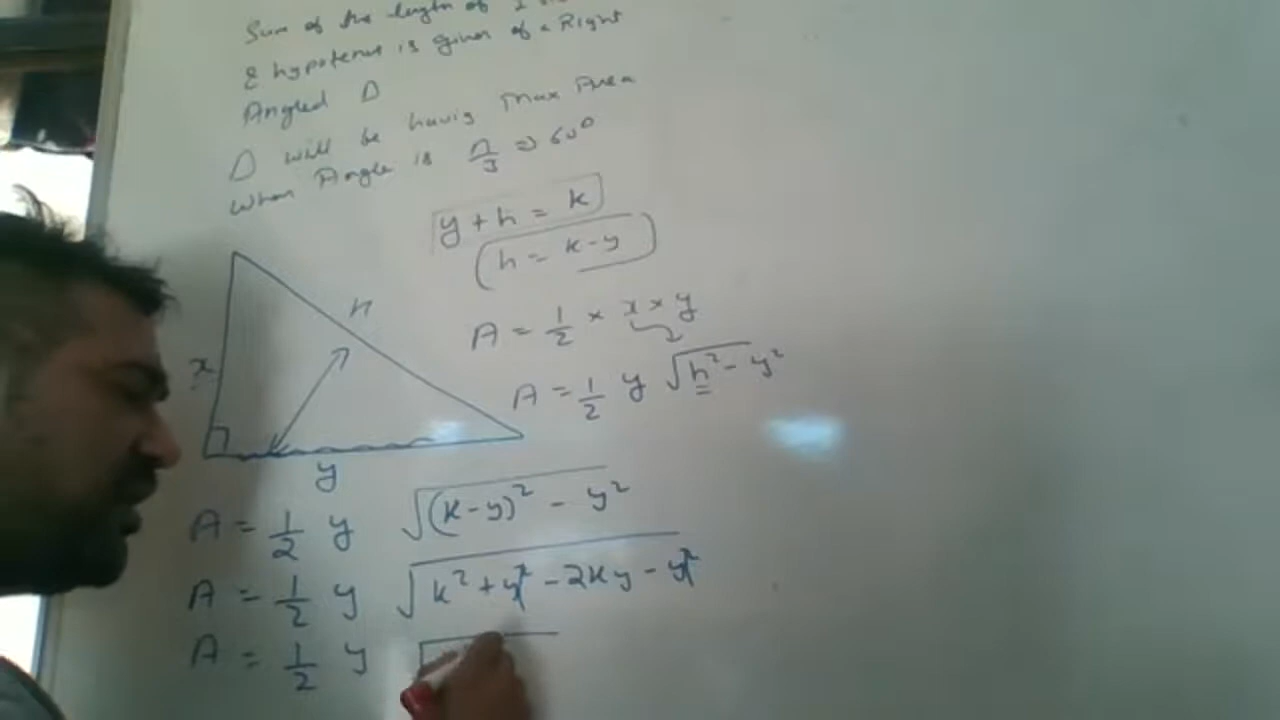 Sum of the length of 1
& hypotenus is given of a Right
Angled Δ
Δ will be havig Max Area
When Angle is π/3 => 60°
y + h = k
h = k - y
h
x
y
A = 1/2 × x × y
A = 1/2 y √h² - y²
A = 1/2 y √(k-y)² - y²
A = 1/2 y √k² + y² - 2ky - y²
A = 1/2 y √